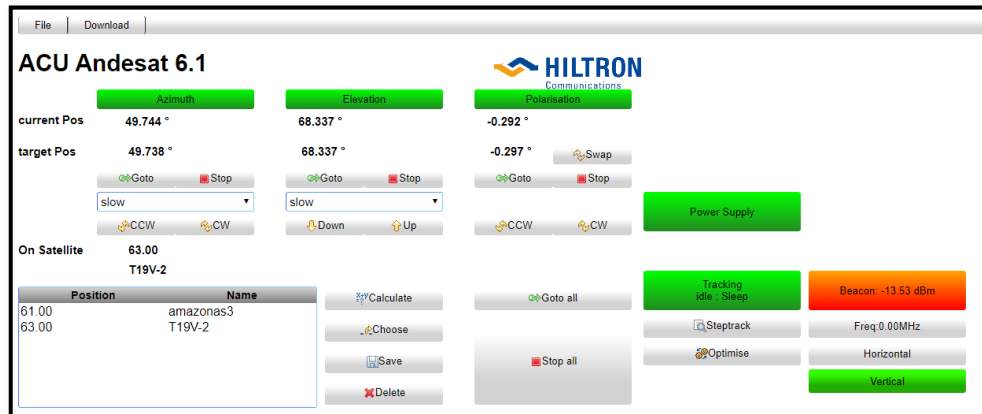 File Download
ACU Andesat 6.1
HILTRON
Communications
Azimuth Elevation Polarisation
current Pos 49.744 ° 68.337 ° -0.292 °
target Pos 49.738 ° 68.337 ° -0.297 ° Swap
Goto Stop Goto Stop Goto Stop
slow slow
Power Supply
CCW CW Down Up CCW CW
On Satellite 63.00
T19V-2
Position Name
61.00 amazonas3
63.00 T19V-2
X+Y Calculate
Choose
Save
Delete
Goto all
Stop all
Tracking
idle : Sleep
Steptrack
Optimise
Beacon: -13.53 dBm
Freq:0.00MHz
Horizontal
Vertical